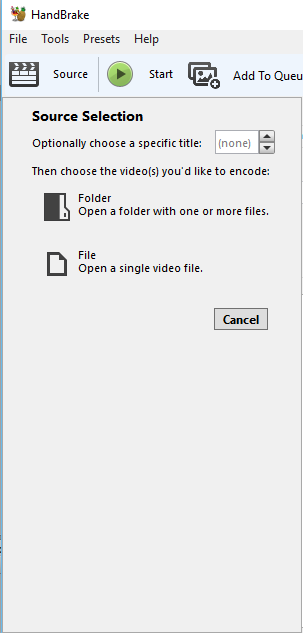 HandBrake
File Tools Presets Help
Source Start Add To Queu
Source Selection
Optionally choose a specific title: (none)
Then choose the video(s) you'd like to encode:
Folder
Open a folder with one or more files.
File
Open a single video file.
Cancel